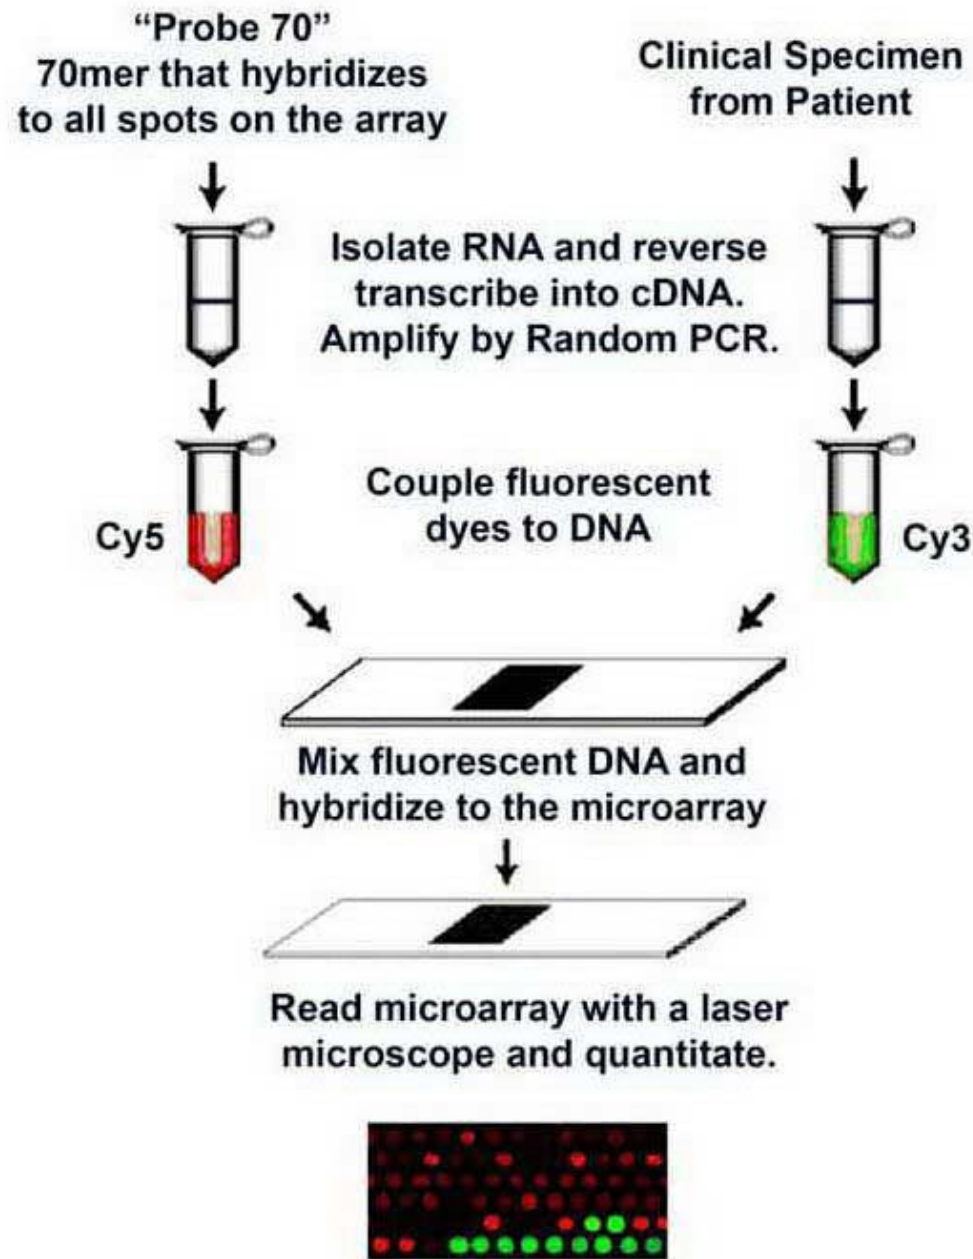 “Probe 70”
70mer that hybridizes
to all spots on the array
Clinical Specimen
from Patient
Isolate RNA and reverse
transcribe into cDNA.
Amplify by Random PCR.
Cy5
Couple fluorescent
dyes to DNA
Cy3
Mix fluorescent DNA and
hybridize to the microarray
Read microarray with a laser
microscope and quantitate.